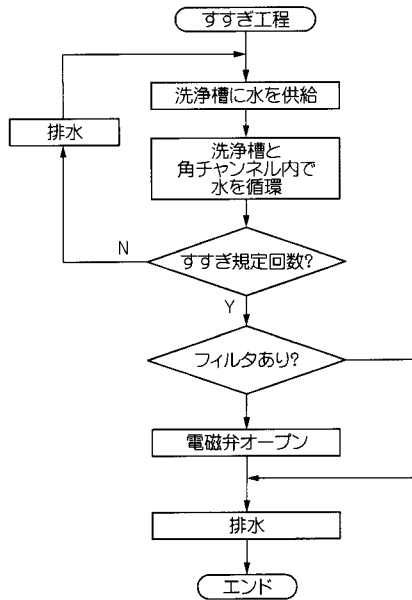 すすぎ工程
洗浄槽に水を供給
排水
洗浄槽と
角チャンネル内で
水を循環
N
すすぎ規定回数?
Y
フィルタあり?
電磁弁オープン
排水
エンド